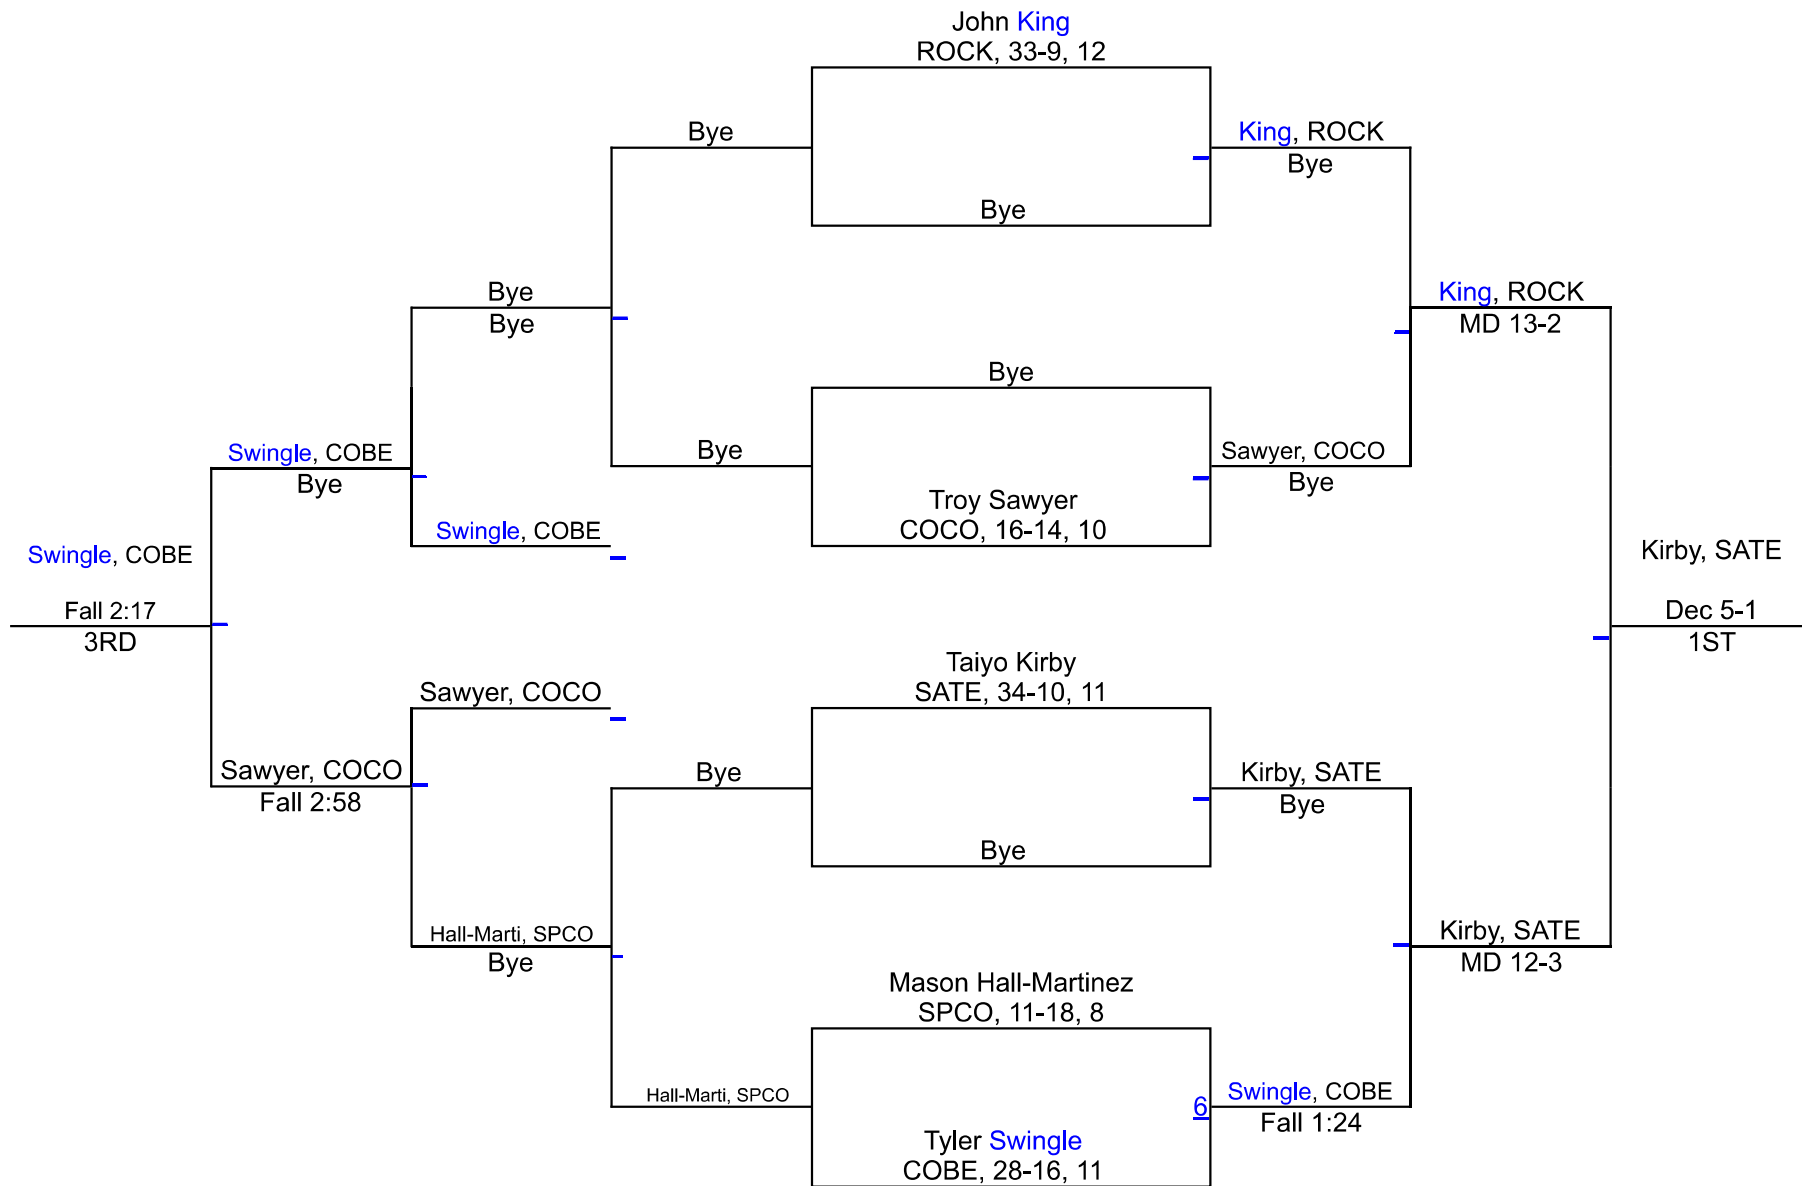 John King
ROCK, 33-9, 12
Bye
King, ROCK
Bye
Bye
Bye
Bye
King, ROCK
MD 13-2
Bye
Swingle, COBE
Bye
Bye
Sawyer, COCO
Bye
Troy Sawyer
COCO, 16-14, 10
Swingle, COBE
Swingle, COBE
Fall 2:17
3RD
Kirby, SATE
Dec 5-1
1ST
Taiyo Kirby
SATE, 34-10, 11
Sawyer, COCO
Sawyer, COCO
Fall 2:58
Bye
Kirby, SATE
Bye
Bye
Hall-Marti, SPCO
Bye
Kirby, SATE
MD 12-3
Mason Hall-Martinez
SPCO, 11-18, 8
Hall-Marti, SPCO
6
Swingle, COBE
Fall 1:24
Tyler Swingle
COBE, 28-16, 11